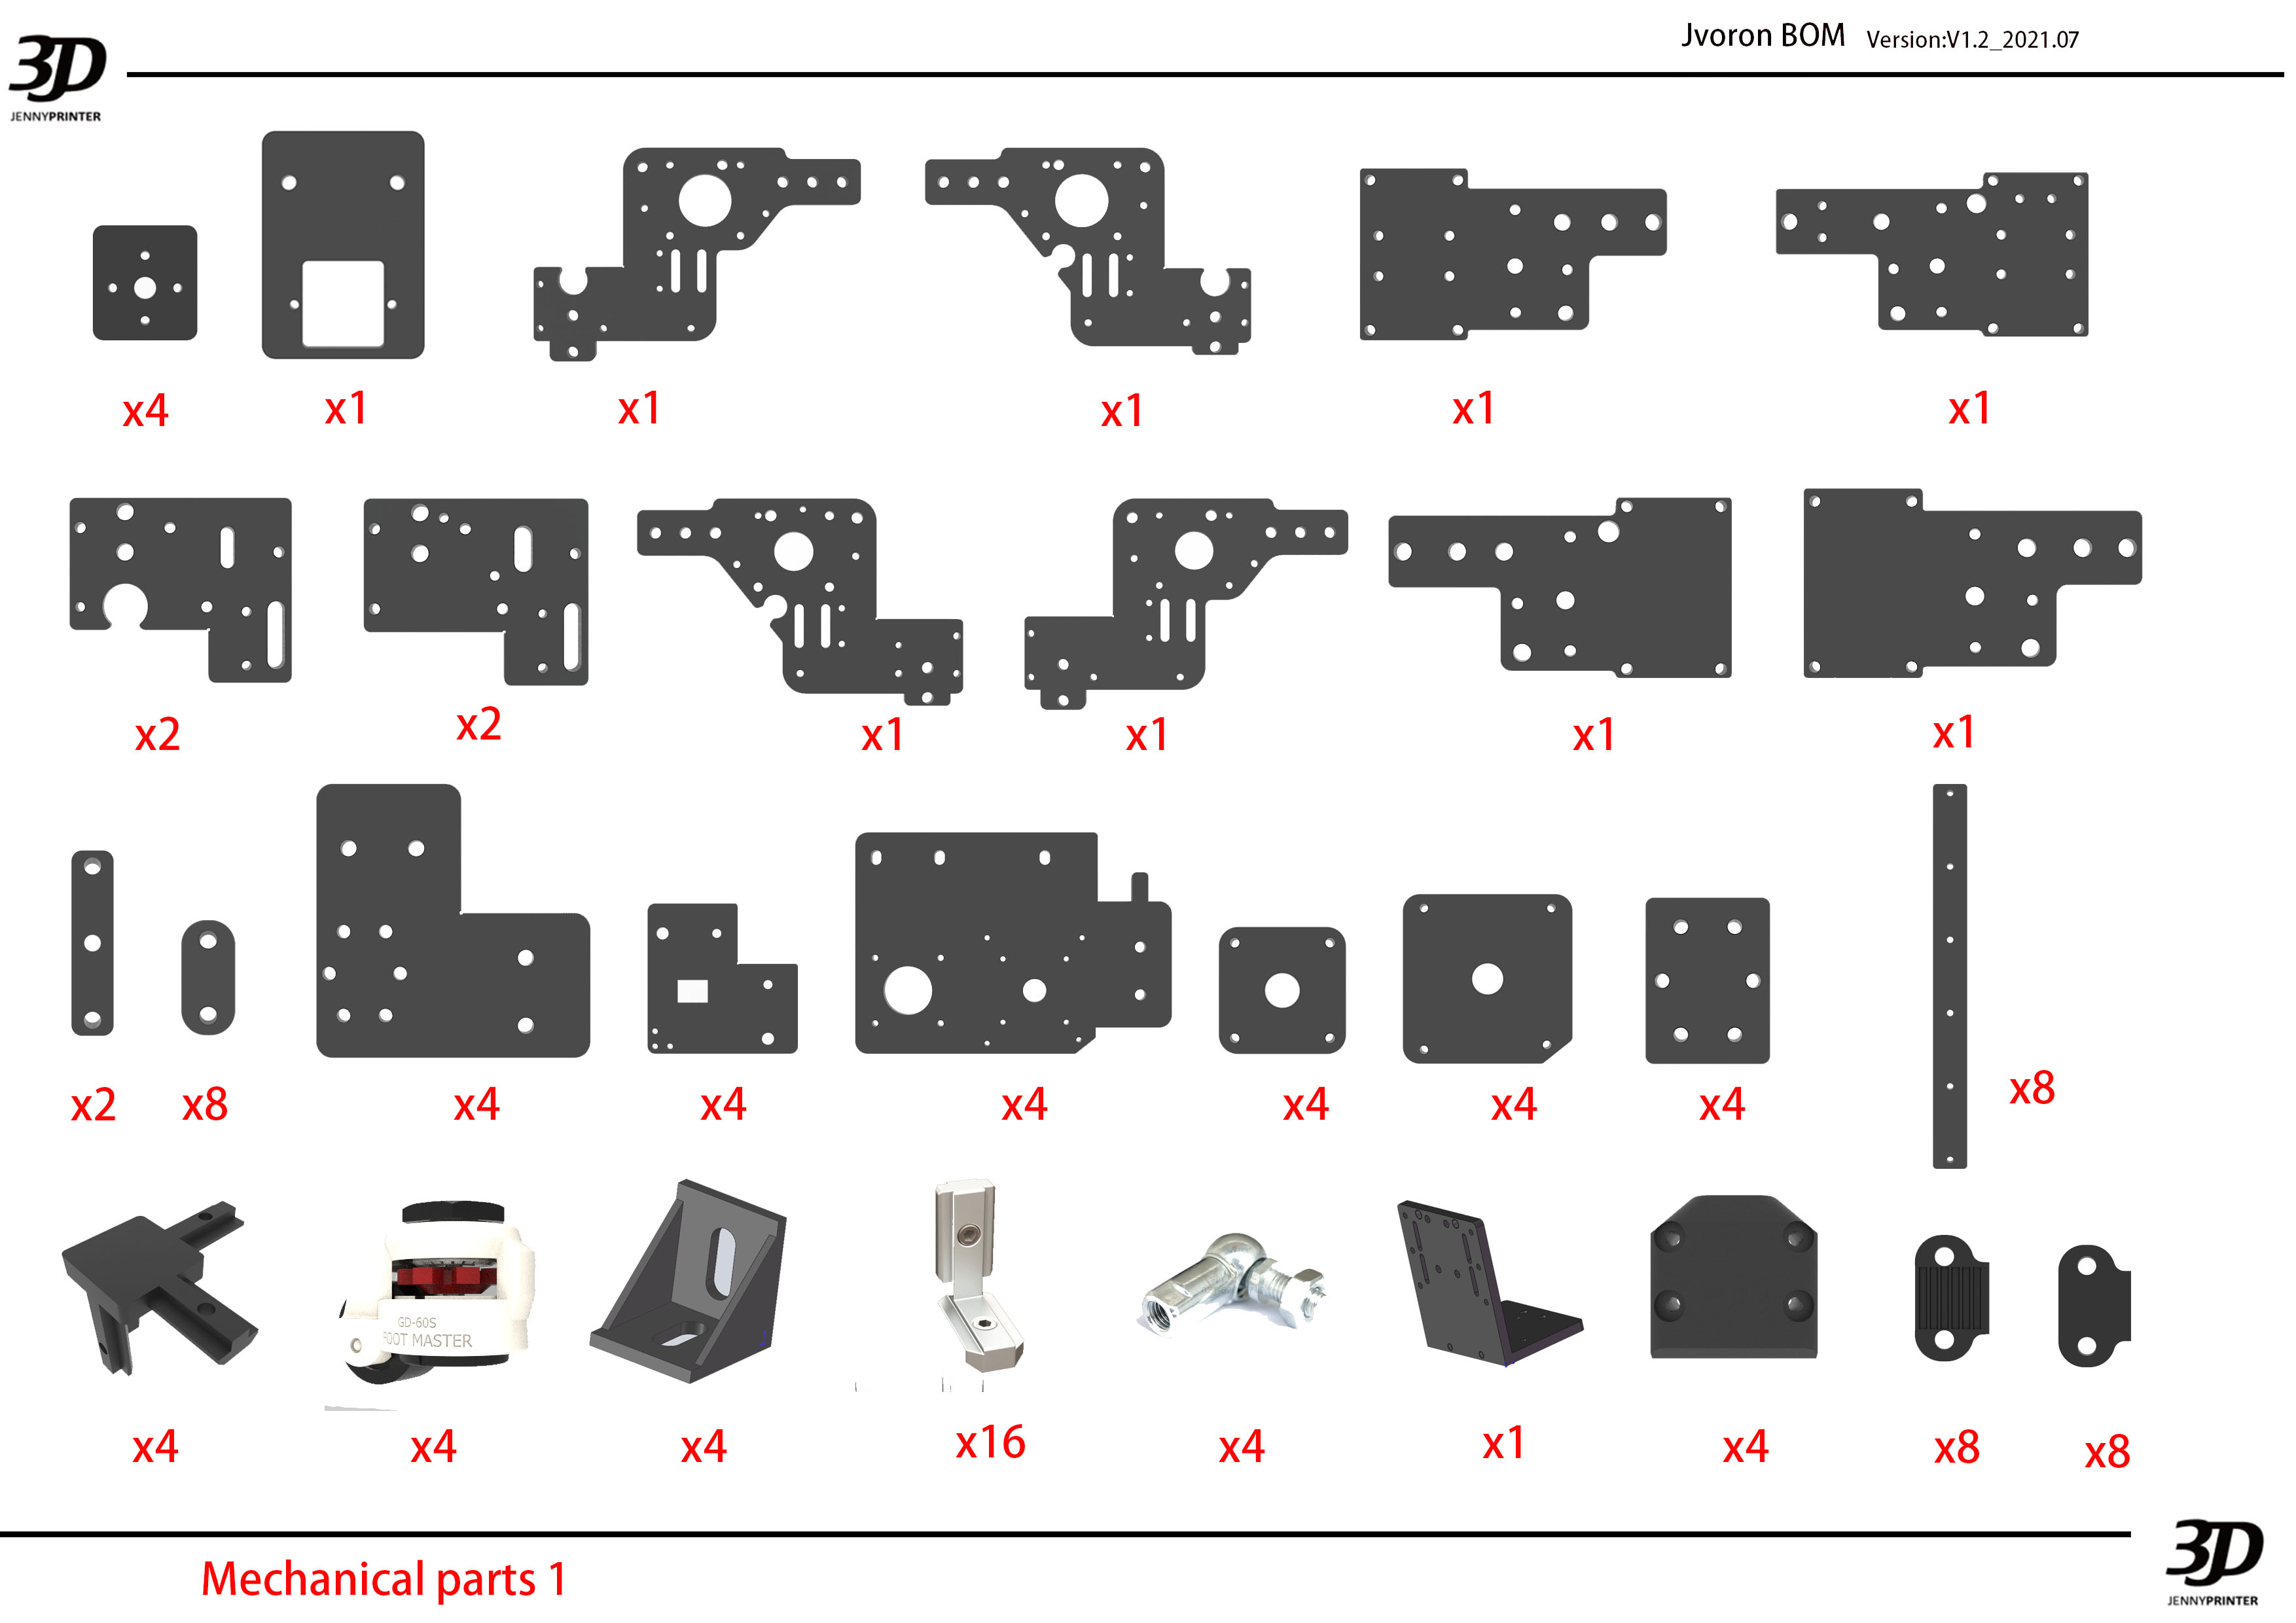 3D
JENNYPRINTER
Jvoron BOM Version:V1.2_2021.07
x4 x1 x1 x1 x1 x1
x2 x2 x1 x1 x1 x1
x2 x8 x4 x4 x4 x4 x4 x4 x8
GD-60S
FOOT MASTER
x4 x4 x4 x16 x4 x1 x4 x8 x8
Mechanical parts 1
3D
JENNYPRINTER